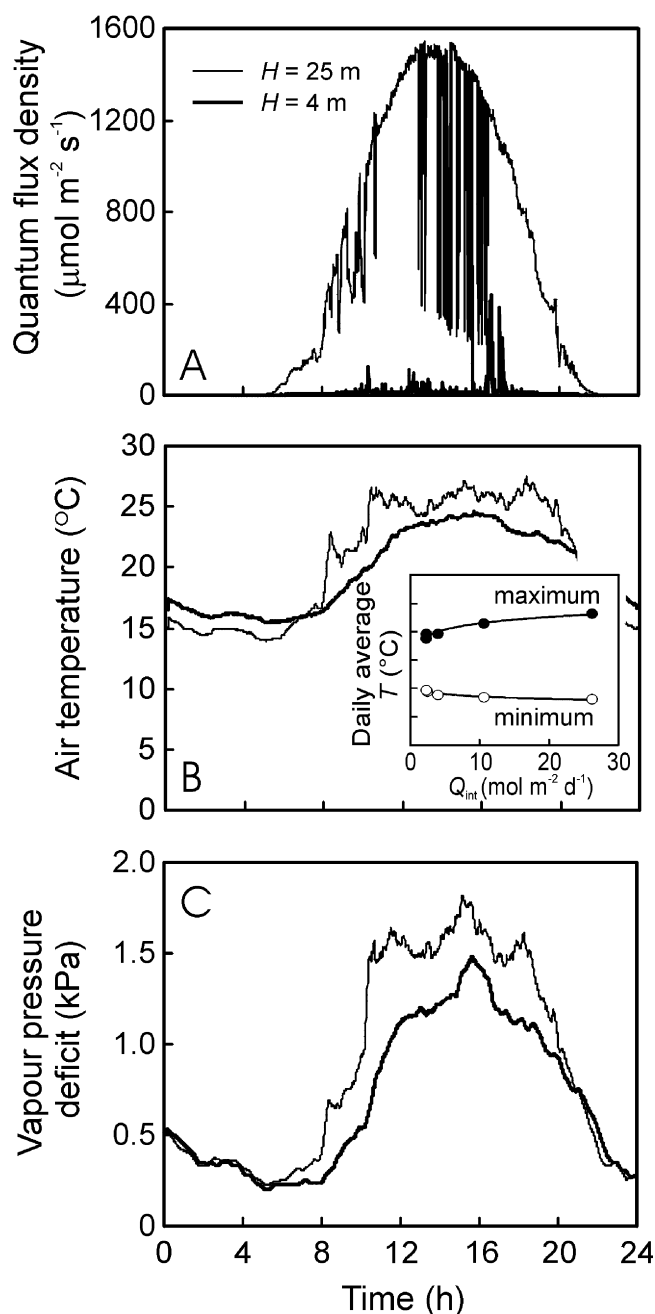 1600
1200
800
400
0
Quantum flux density
(μmol m⁻² s⁻¹)
H = 25 m
H = 4 m
A
30
25
20
15
10
5
0
Air temperature (°C)
B
Daily average
T (°C)
maximum
minimum
0 10 20 30
Qint (mol m⁻² d⁻¹)
2.0
1.5
1.0
0.5
0
Vapour pressure
deficit (kPa)
C
0 4 8 12 16 20 24
Time (h)